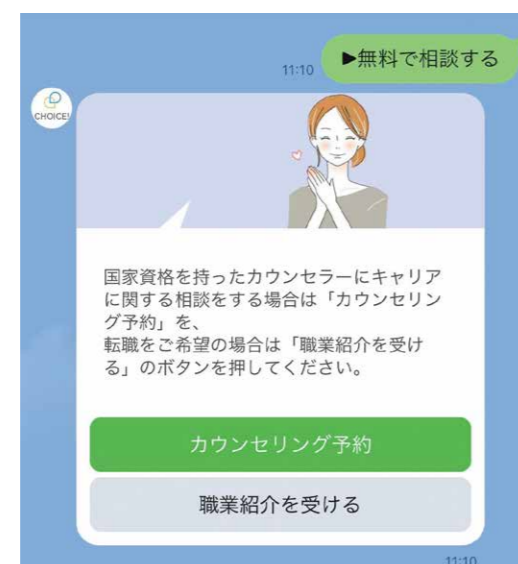 ▶無料で相談する
11:10
CHOICE!
国家資格を持ったカウンセラーにキャリア
に関する相談をする場合は「カウンセリン
グ予約」を、
転職をご希望の場合は「職業紹介を受け
る」のボタンを押してください。
カウンセリング予約
職業紹介を受ける
11:10